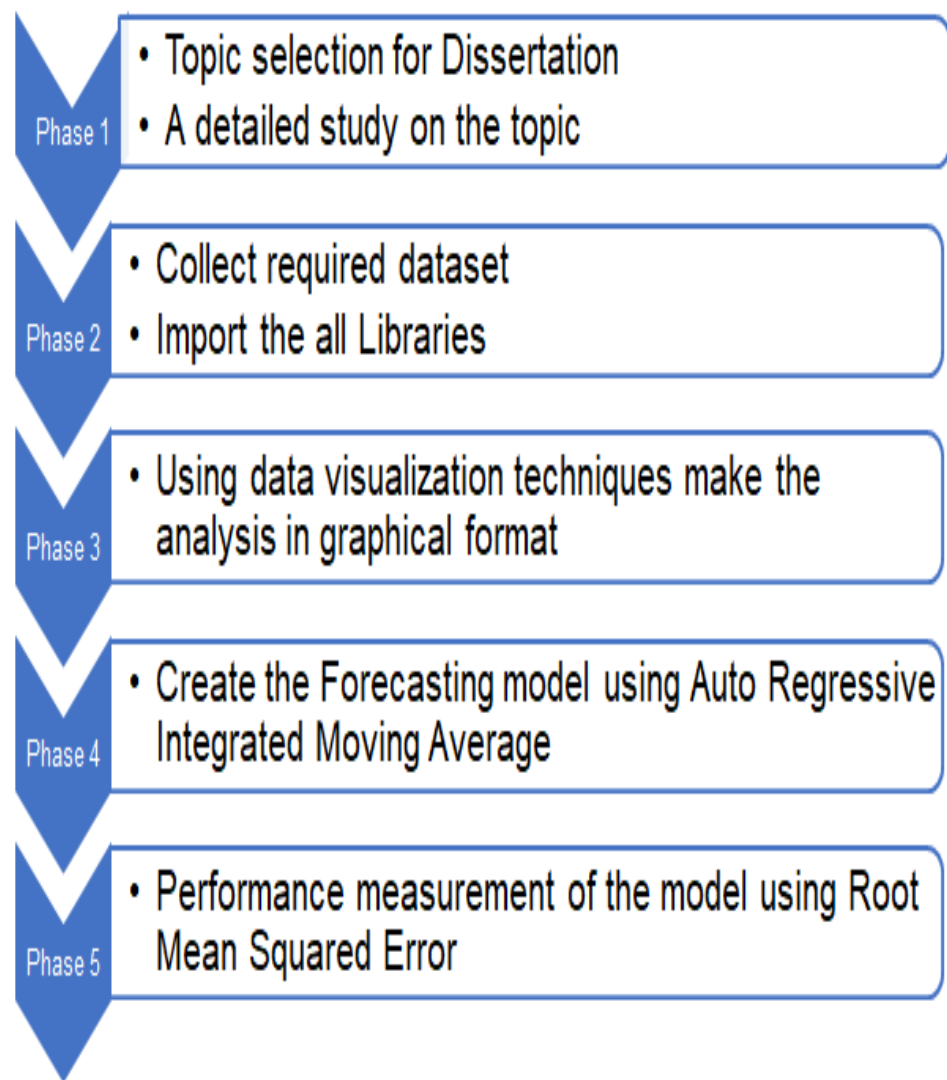 Phase 1
• Topic selection for Dissertation
• A detailed study on the topic
Phase 2
• Collect required dataset
• Import the all Libraries
Phase 3
• Using data visualization techniques make the
analysis in graphical format
Phase 4
• Create the Forecasting model using Auto Regressive
Integrated Moving Average
Phase 5
• Performance measurement of the model using Root
Mean Squared Error